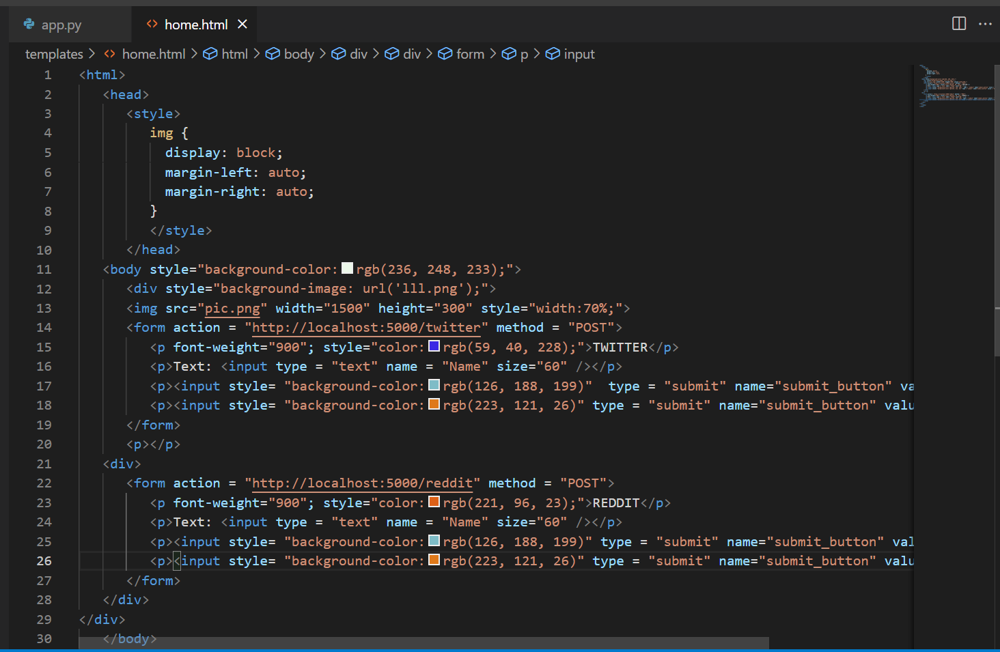 app.py home.html
templates > home.html > html > body > div > div > form > p > input
1 <html>
2 <head>
3 <style>
4 img {
5 display: block;
6 margin-left: auto;
7 margin-right: auto;
8 }
9 </style>
10 </head>
11 <body style="background-color: rgb(236, 248, 233);">
12 <div style="background-image: url('lll.png');">
13 <img src="pic.png" width="1500" height="300" style="width:70%;">
14 <form action = "http://localhost:5000/twitter" method = "POST">
15 <p font-weight="900"; style="color: rgb(59, 40, 228);">TWITTER</p>
16 <p>Text: <input type = "text" name = "Name" size="60" /></p>
17 <p><input style= "background-color: rgb(126, 188, 199)"  type = "submit" name="submit_button" va
18 <p><input style= "background-color: rgb(223, 121, 26)" type = "submit" name="submit_button" valu
19 </form>
20 <p></p>
21 <div>
22 <form action = "http://localhost:5000/reddit" method = "POST">
23 <p font-weight="900"; style="color: rgb(221, 96, 23);">REDDIT</p>
24 <p>Text: <input type = "text" name = "Name" size="60" /></p>
25 <p><input style= "background-color: rgb(126, 188, 199)" type = "submit" name="submit_button" val
26 <p><input style= "background-color: rgb(223, 121, 26)" type = "submit" name="submit_button" valu
27 </form>
28 </div>
29 </div>
30 </body>